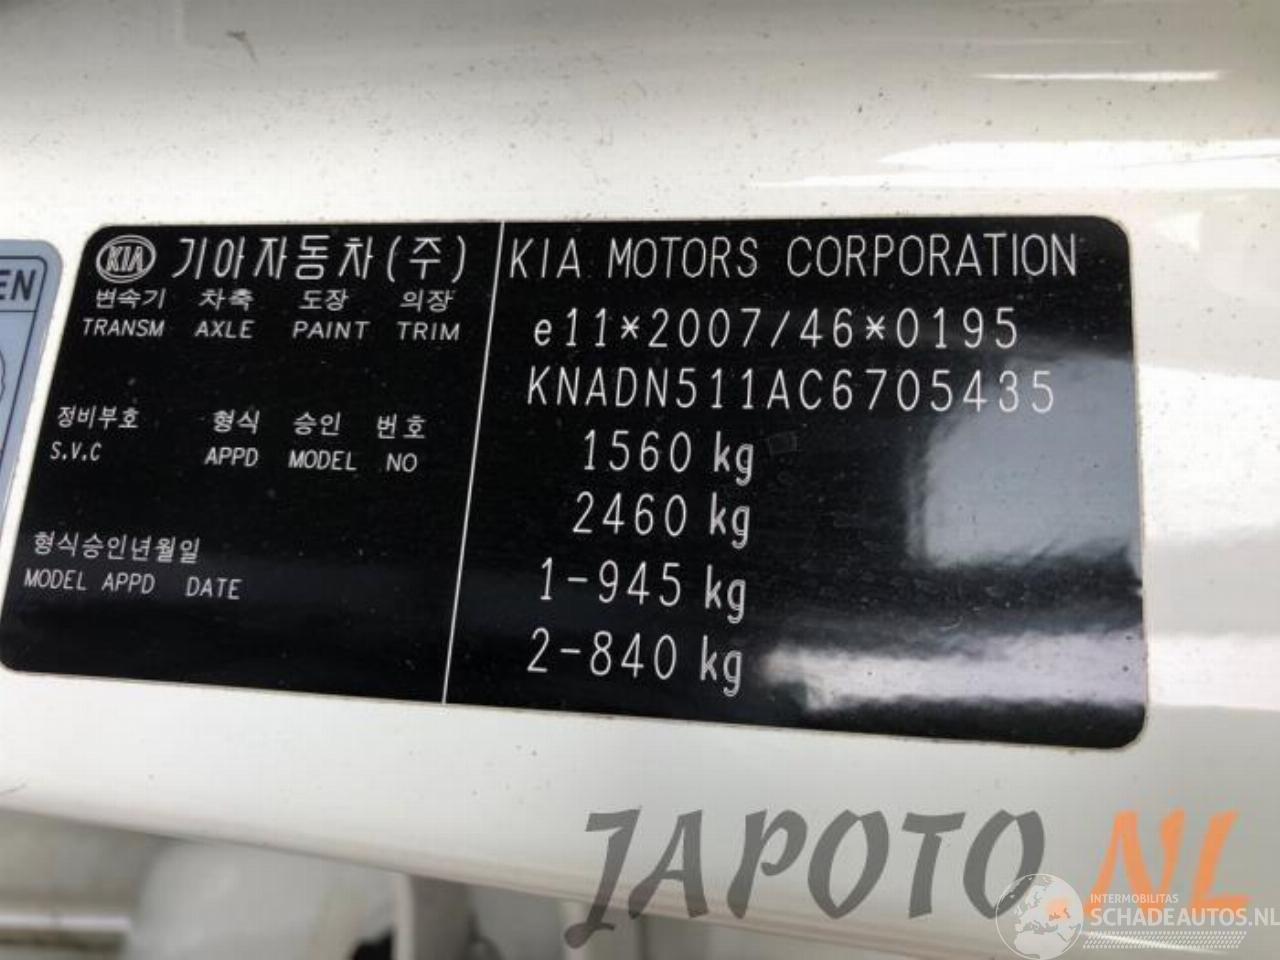 EN
KIA 기아자동차(주)
변속기 차축 도장 의장
TRANSM AXLE PAINT TRIM
정비부호 형식 승인 번호
S.V.C APPD MODEL NO
형식승인년월일
MODEL APPD DATE
KIA MOTORS CORPORATION
e11*2007/46*0195
KNADN511AC6705435
1560 kg
2460 kg
1-945 kg
2-840 kg
JAPOTO.NL
INTERMOBILITAS
SCHADEAUTOS.NL